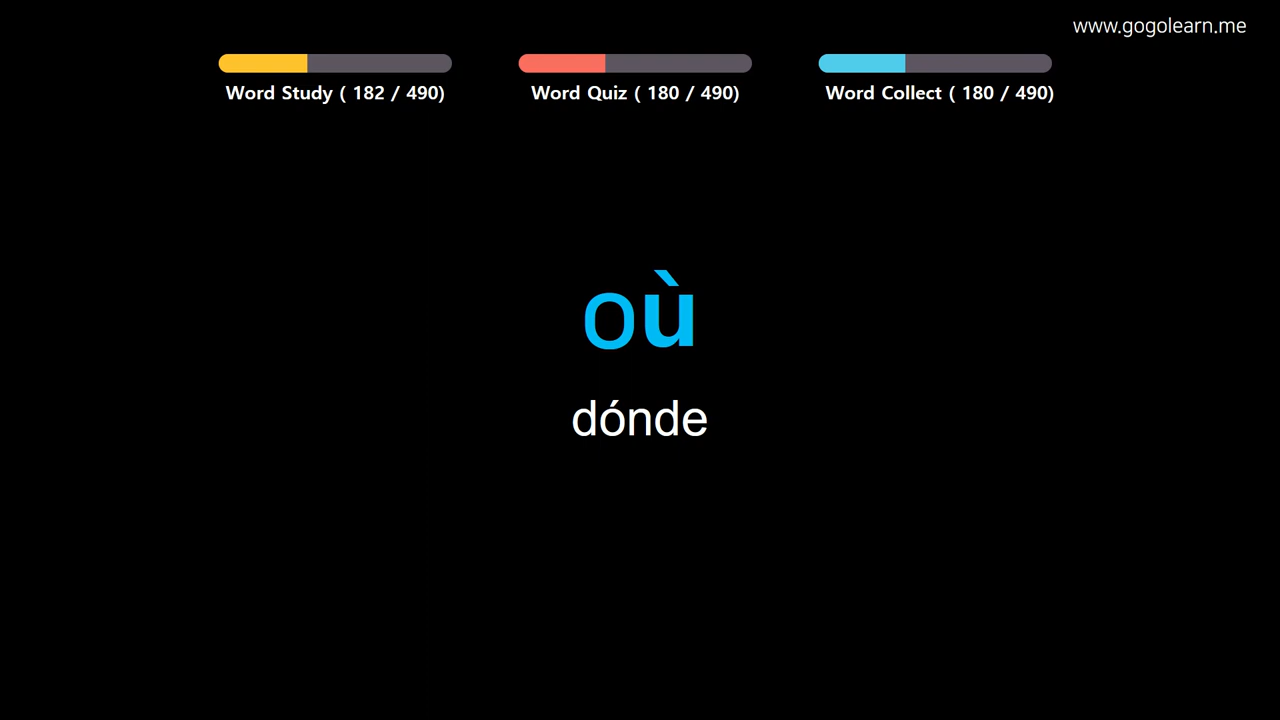 www.gogolearn.me
Word Study ( 182 / 490)
Word Quiz ( 180 / 490)
Word Collect ( 180 / 490)
où
dónde